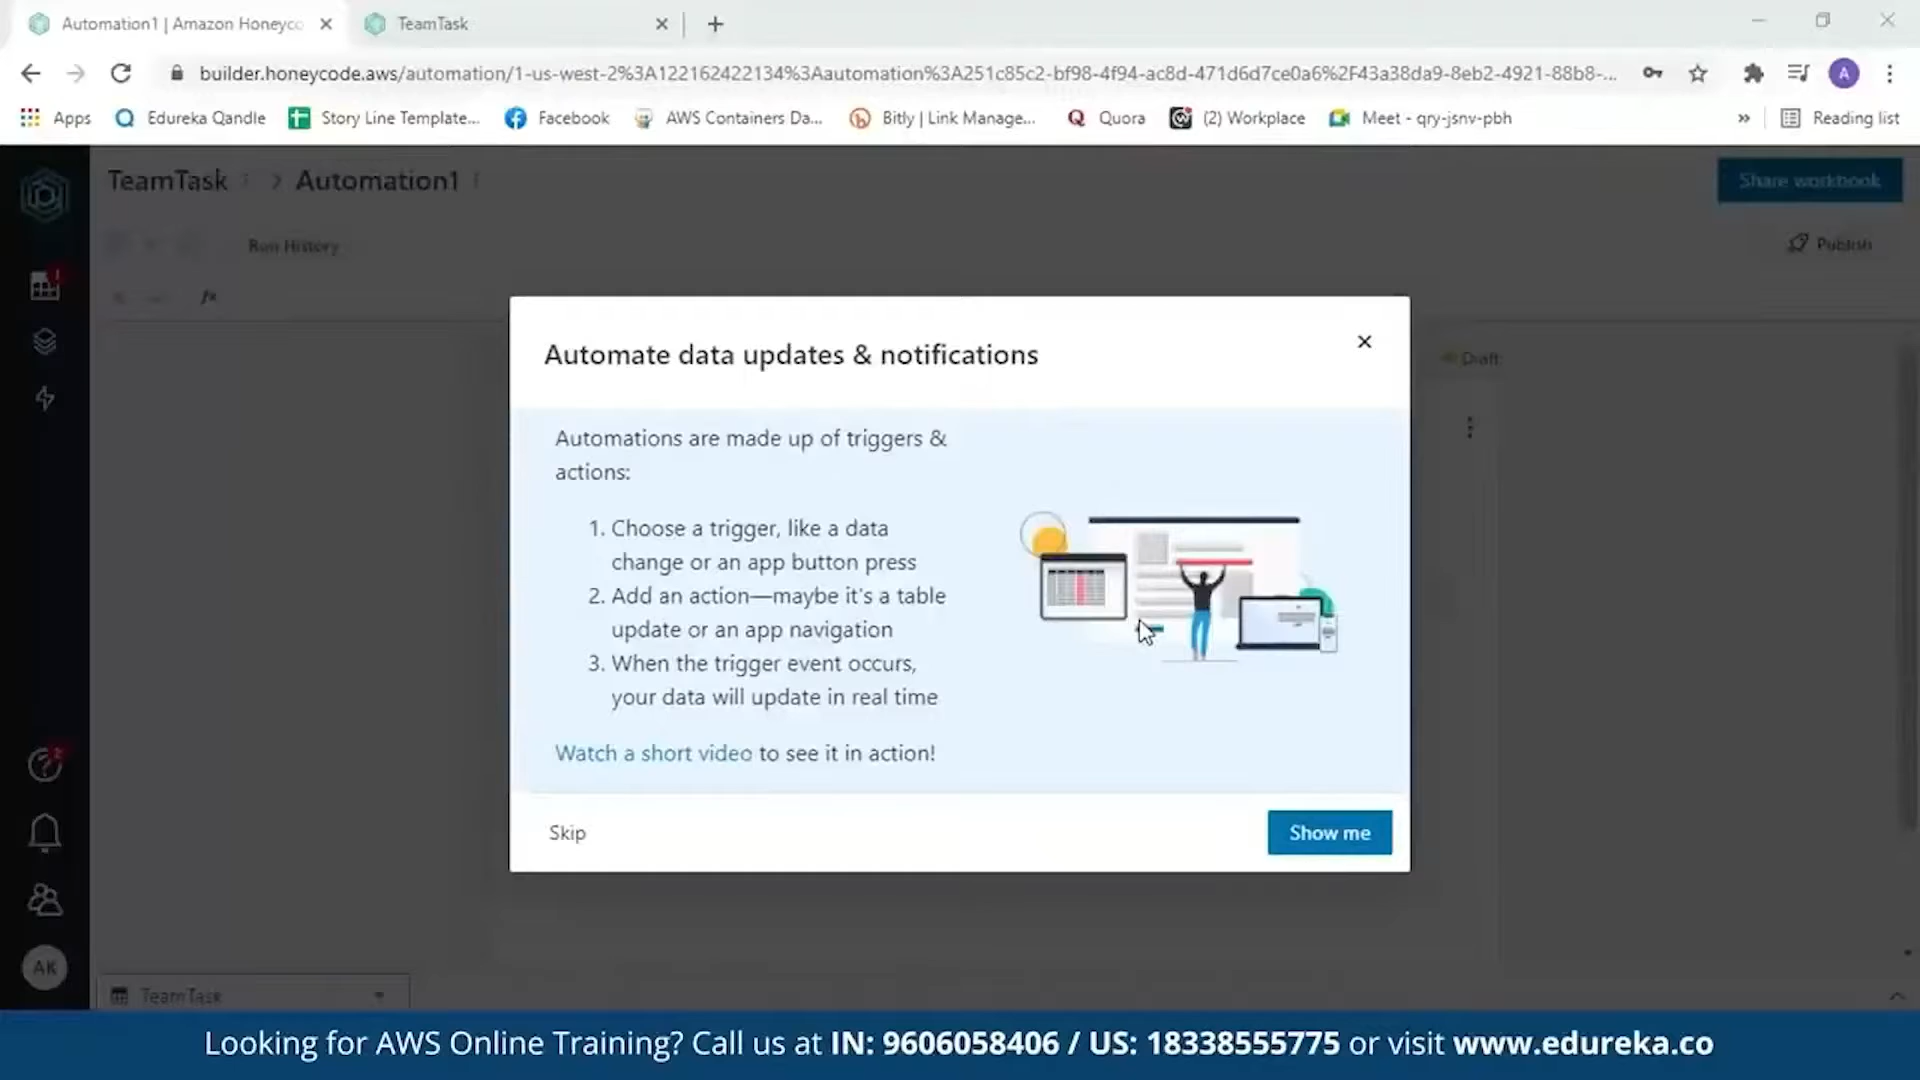 Automation1 | Amazon Honeyco
TeamTask
builder.honeycode.aws/automation/1-us-west-2%3A122162422134%3Aautomation%3A251c85c2-bf98-4f94-ac8d-471d6d7ce0a6%2F43a38da9-8eb2-4921-88b8-...
A
Apps
Edureka Qandle
Story Line Template...
Facebook
AWS Containers Da...
Bitly | Link Manage...
Quora
(2) Workplace
Meet - qry-jsnv-pbh
»
Reading list
TeamTask > Automation1
Share workbook
Run History
Publish
fx
Draft
Automate data updates & notifications
Automations are made up of triggers &
actions:
1. Choose a trigger, like a data
change or an app button press
2. Add an action—maybe it's a table
update or an app navigation
3. When the trigger event occurs,
your data will update in real time
Watch a short video to see it in action!
Skip
Show me
1
2
AK
TeamTask
Looking for AWS Online Training? Call us at IN: 9606058406 / US: 18338555775 or visit www.edureka.co